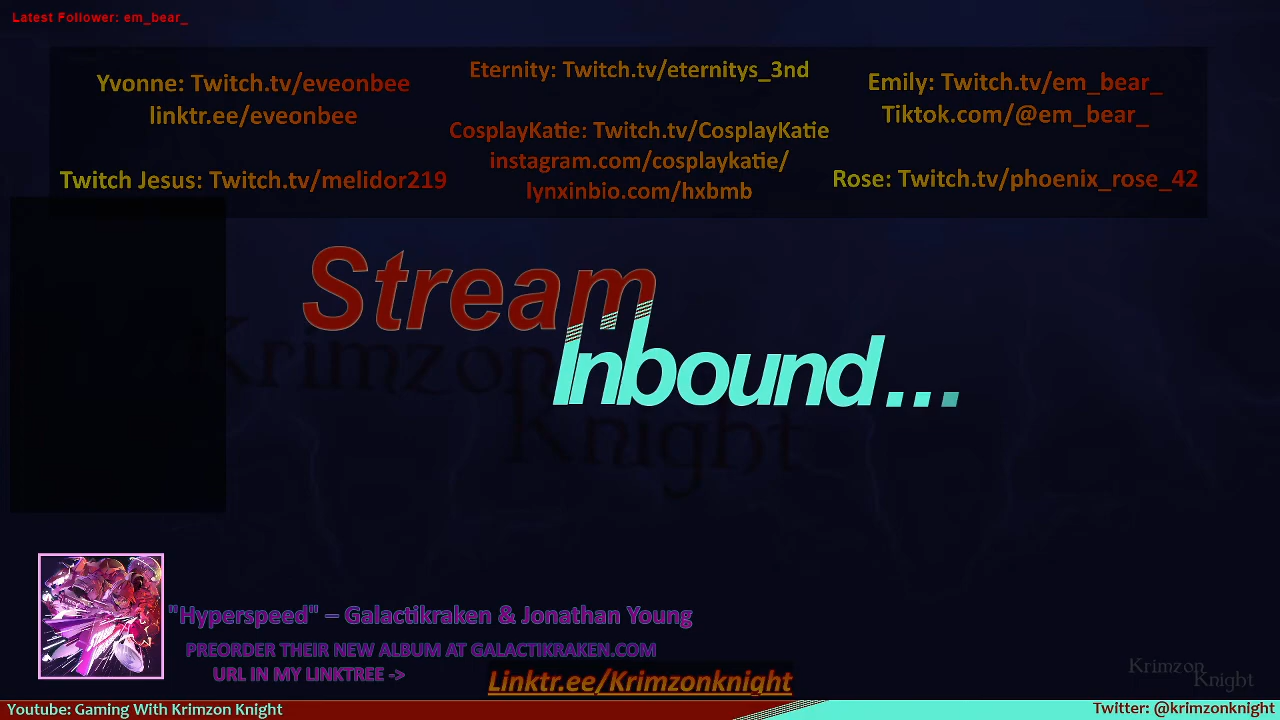 Latest Follower: em_bear_
Yvonne: Twitch.tv/eveonbee
linktr.ee/eveonbee
Twitch Jesus: Twitch.tv/melidor219
Eternity: Twitch.tv/eternitys_3nd
CosplayKatie: Twitch.tv/CosplayKatie
instagram.com/cosplaykatie/
lynxinbio.com/hxbmb
Emily: Twitch.tv/em_bear_
Tiktok.com/@em_bear_
Rose: Twitch.tv/phoenix_rose_42
Stream
Inbound...
Krimzon
Knight
"Hyperspeed" – Galactikraken & Jonathan Young
PREORDER THEIR NEW ALBUM AT GALACTIKRAKEN.COM
URL IN MY LINKTREE ->
Linktr.ee/Krimzonknight
Krimzon
Knight
Youtube: Gaming With Krimzon Knight
Twitter: @krimzonknight